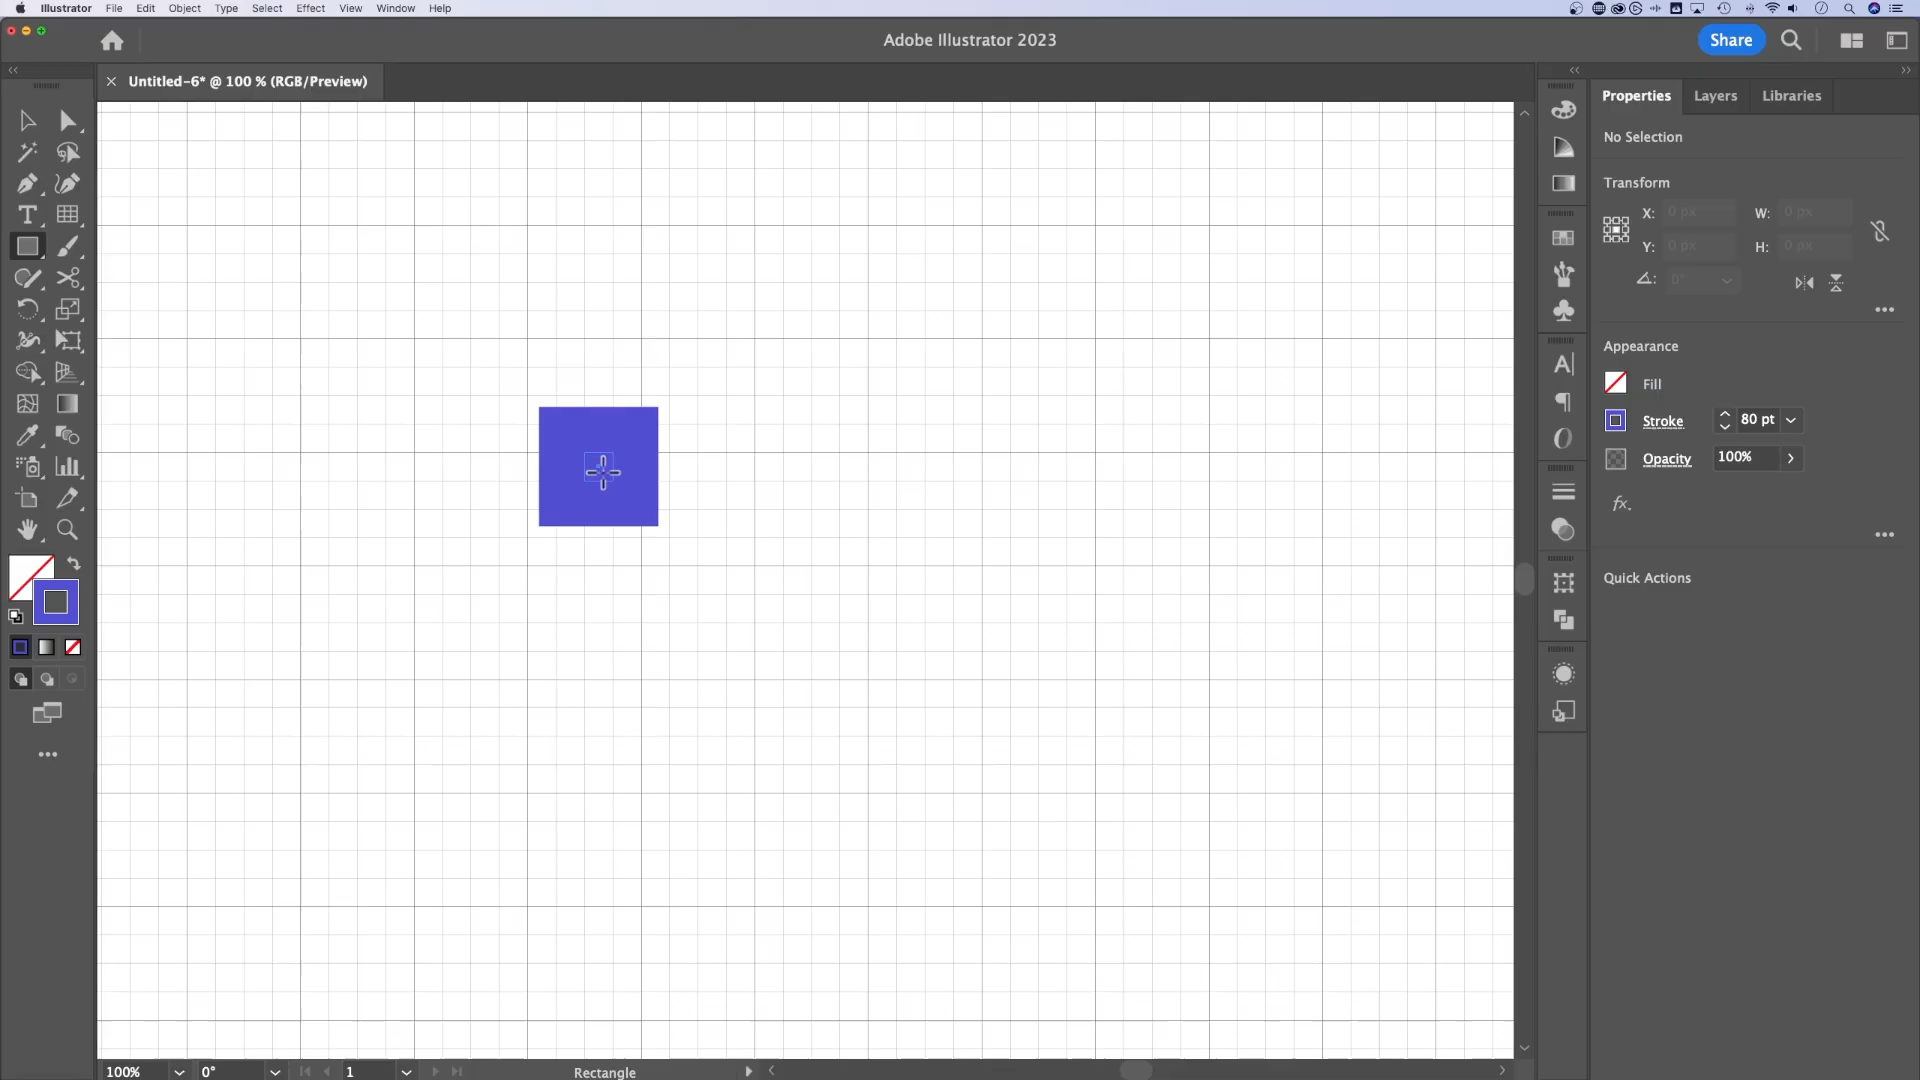 Illustrator File Edit Object Type Select Effect View Window Help
Adobe Illustrator 2023
Share
Untitled-6* @ 100 % (RGB/Preview)
Properties Layers Libraries
No Selection
Transform
X: 0 px W: 0 px
Y: 0 px H: 0 px
0°
Appearance
Fill
Stroke 80 pt
Opacity 100%
fx
Quick Actions
100% 0° 1 Rectangle